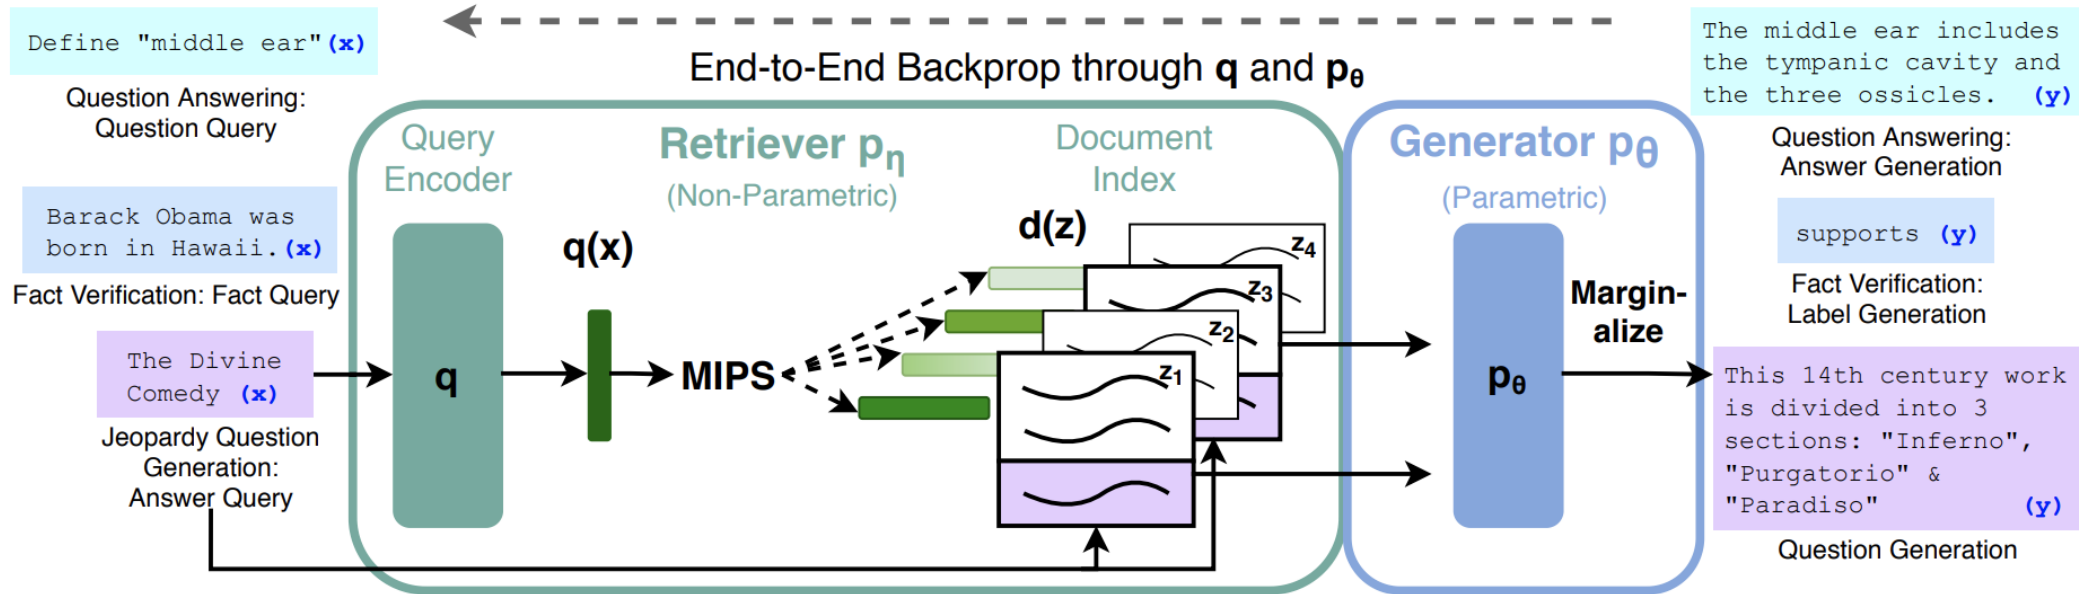 Define "middle ear"(x)
Question Answering:
Question Query
Barack Obama was
born in Hawaii.(x)
Fact Verification: Fact Query
The Divine
Comedy (x)
Jeopardy Question
Generation:
Answer Query
End-to-End Backprop through q and pθ
Query
Encoder
Retriever pη
(Non-Parametric)
Document
Index
q
q(x)
MIPS
d(z)
z4
z3
z2
z1
Generator pθ
(Parametric)
pθ
Margin-
alize
The middle ear includes
the tympanic cavity and
the three ossicles. (y)
Question Answering:
Answer Generation
supports (y)
Fact Verification:
Label Generation
This 14th century work
is divided into 3
sections: "Inferno",
"Purgatorio" &
"Paradiso" (y)
Question Generation